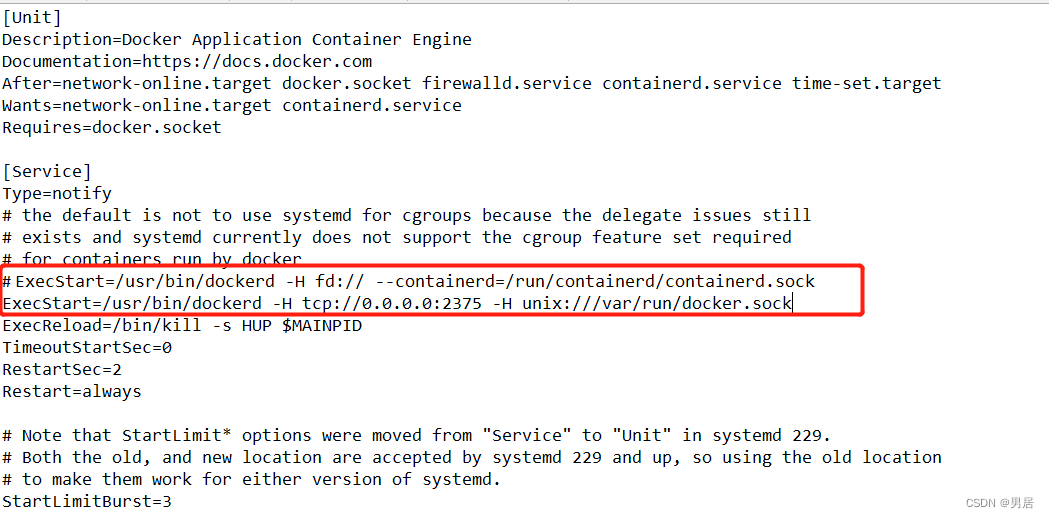 [Unit]
Description=Docker Application Container Engine
Documentation=https://docs.docker.com
After=network-online.target docker.socket firewalld.service containerd.service time-set.target
Wants=network-online.target containerd.service
Requires=docker.socket
[Service]
Type=notify
# the default is not to use systemd for cgroups because the delegate issues still
# exists and systemd currently does not support the cgroup feature set required
# for containers run by docker
# ExecStart=/usr/bin/dockerd -H fd:// --containerd=/run/containerd/containerd.sock
ExecStart=/usr/bin/dockerd -H tcp://0.0.0.0:2375 -H unix:///var/run/docker.sock
ExecReload=/bin/kill -s HUP $MAINPID
TimeoutStartSec=0
RestartSec=2
Restart=always
# Note that StartLimit* options were moved from "Service" to "Unit" in systemd 229.
# Both the old, and new location are accepted by systemd 229 and up, so using the old location
# to make them work for either version of systemd.
StartLimitBurst=3
CSDN @男居